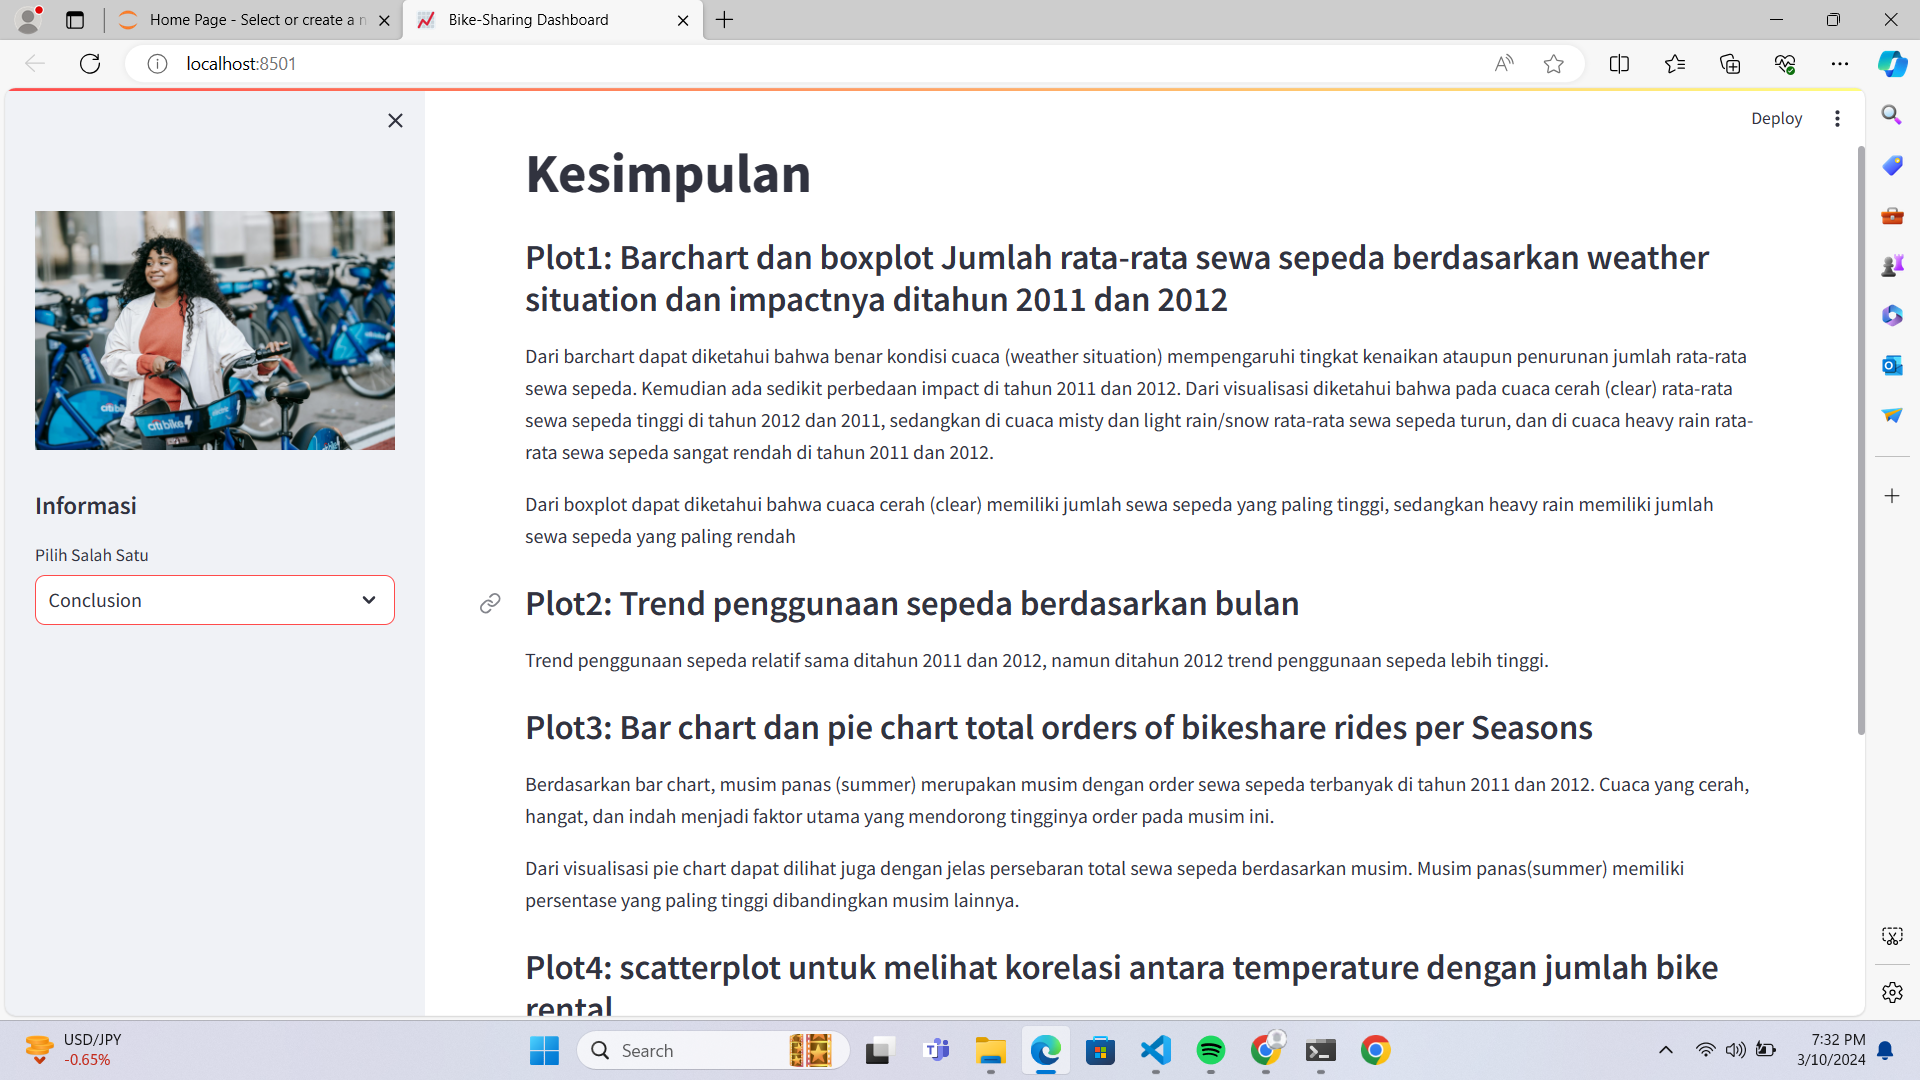 Home Page - Select or create a n
Bike-Sharing Dashboard
localhost:8501
Deploy
citibike
Informasi
Pilih Salah Satu
Conclusion
Kesimpulan
Plot1: Barchart dan boxplot Jumlah rata-rata sewa sepeda berdasarkan weather
situation dan impactnya ditahun 2011 dan 2012
Dari barchart dapat diketahui bahwa benar kondisi cuaca (weather situation) mempengaruhi tingkat kenaikan ataupun penurunan jumlah rata-rata
sewa sepeda. Kemudian ada sedikit perbedaan impact di tahun 2011 dan 2012. Dari visualisasi diketahui bahwa pada cuaca cerah (clear) rata-rata
sewa sepeda tinggi di tahun 2012 dan 2011, sedangkan di cuaca misty dan light rain/snow rata-rata sewa sepeda turun, dan di cuaca heavy rain rata-
rata sewa sepeda sangat rendah di tahun 2011 dan 2012.
Dari boxplot dapat diketahui bahwa cuaca cerah (clear) memiliki jumlah sewa sepeda yang paling tinggi, sedangkan heavy rain memiliki jumlah
sewa sepeda yang paling rendah
Plot2: Trend penggunaan sepeda berdasarkan bulan
Trend penggunaan sepeda relatif sama ditahun 2011 dan 2012, namun ditahun 2012 trend penggunaan sepeda lebih tinggi.
Plot3: Bar chart dan pie chart total orders of bikeshare rides per Seasons
Berdasarkan bar chart, musim panas (summer) merupakan musim dengan order sewa sepeda terbanyak di tahun 2011 dan 2012. Cuaca yang cerah,
hangat, dan indah menjadi faktor utama yang mendorong tingginya order pada musim ini.
Dari visualisasi pie chart dapat dilihat juga dengan jelas persebaran total sewa sepeda berdasarkan musim. Musim panas(summer) memiliki
persentase yang paling tinggi dibandingkan musim lainnya.
Plot4: scatterplot untuk melihat korelasi antara temperature dengan jumlah bike
rental
USD/JPY
-0.65%
Search
7:32 PM
3/10/2024